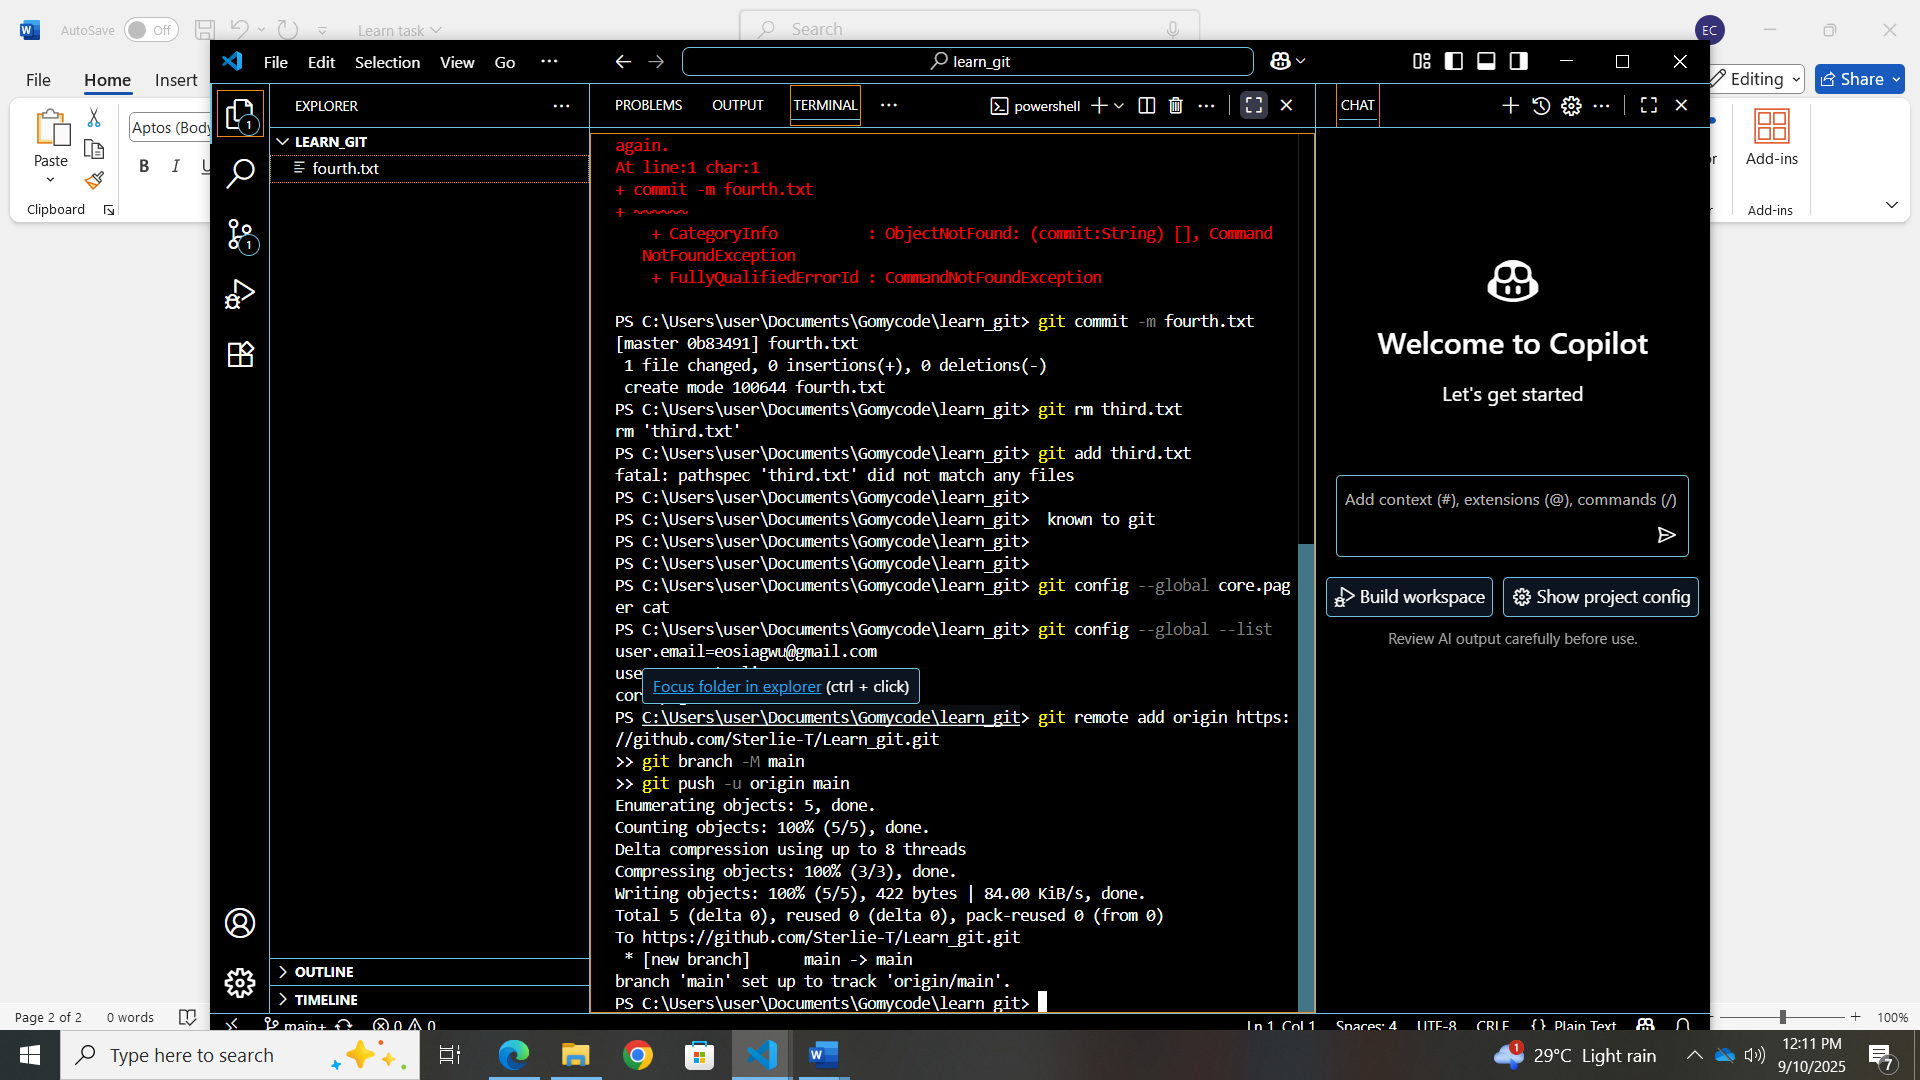 AutoSave Off Learn task Search EC
File Home Insert Editing Share
Paste Aptos (Body B I Add-ins
Clipboard Add-ins
File Edit Selection View Go ··· learn_git
EXPLORER ···
LEARN_GIT
fourth.txt
OUTLINE
TIMELINE
1
1
PROBLEMS OUTPUT TERMINAL ··· powershell ···
again.
At line:1 char:1
+ commit -m fourth.txt
+ ~~~~~~
+ CategoryInfo : ObjectNotFound: (commit:String) [], Command
NotFoundException
+ FullyQualifiedErrorId : CommandNotFoundException
PS C:\Users\user\Documents\Gomycode\learn_git> git commit -m fourth.txt
[master 0b83491] fourth.txt
1 file changed, 0 insertions(+), 0 deletions(-)
create mode 100644 fourth.txt
PS C:\Users\user\Documents\Gomycode\learn_git> git rm third.txt
rm 'third.txt'
PS C:\Users\user\Documents\Gomycode\learn_git> git add third.txt
fatal: pathspec 'third.txt' did not match any files
PS C:\Users\user\Documents\Gomycode\learn_git>
PS C:\Users\user\Documents\Gomycode\learn_git>  known to git
PS C:\Users\user\Documents\Gomycode\learn_git>
PS C:\Users\user\Documents\Gomycode\learn_git>
PS C:\Users\user\Documents\Gomycode\learn_git> git config --global core.pag
er cat
PS C:\Users\user\Documents\Gomycode\learn_git> git config --global --list
user.email=eosiagwu@gmail.com
use
Focus folder in explorer (ctrl + click)
cor
PS C:\Users\user\Documents\Gomycode\learn_git> git remote add origin https:
//github.com/Sterlie-T/Learn_git.git
>> git branch -M main
>> git push -u origin main
Enumerating objects: 5, done.
Counting objects: 100% (5/5), done.
Delta compression using up to 8 threads
Compressing objects: 100% (3/3), done.
Writing objects: 100% (5/5), 422 bytes | 84.00 KiB/s, done.
Total 5 (delta 0), reused 0 (delta 0), pack-reused 0 (from 0)
To https://github.com/Sterlie-T/Learn_git.git
* [new branch] main -> main
branch 'main' set up to track 'origin/main'.
PS C:\Users\user\Documents\Gomycode\learn_git>
CHAT ···
Welcome to Copilot
Let's get started
Add context (#), extensions (@), commands (/)
Build workspace Show project config
Review AI output carefully before use.
main+ 0 0 Ln 1, Col 1 Spaces: 4 UTF-8 CRLF {} Plain Text
Page 2 of 2 0 words 100%
Type here to search 1 29°C Light rain 12:11 PM
9/10/2025 7